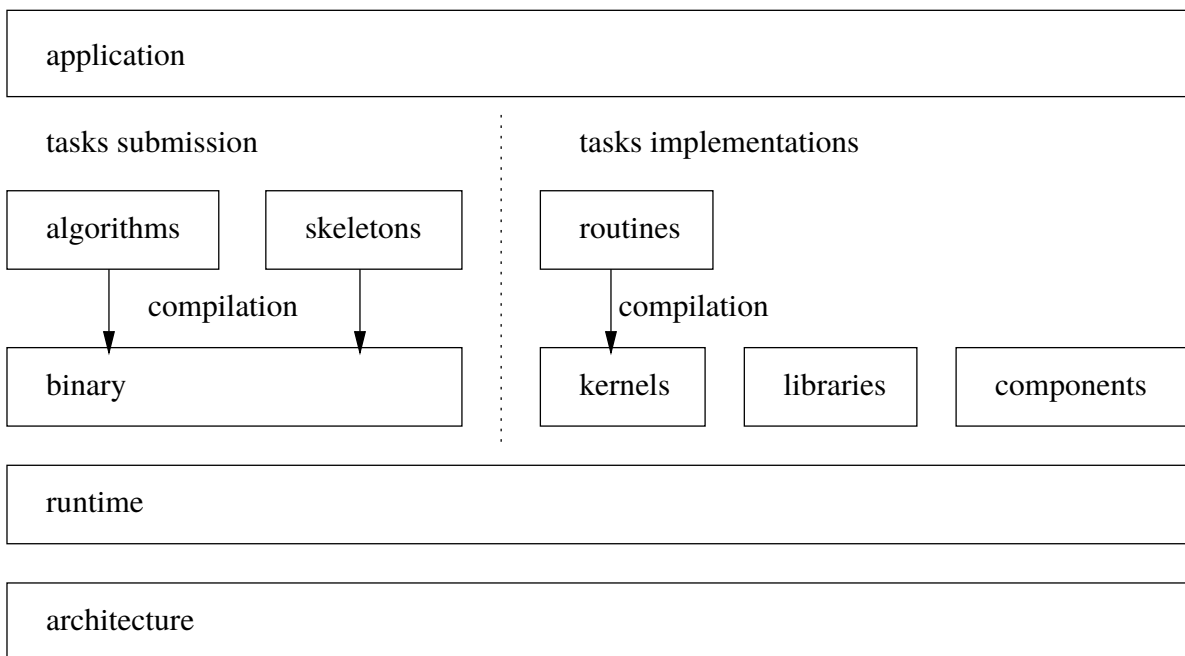 application
tasks submission
tasks implementations
algorithms
skeletons
routines
compilation
compilation
binary
kernels
libraries
components
runtime
architecture